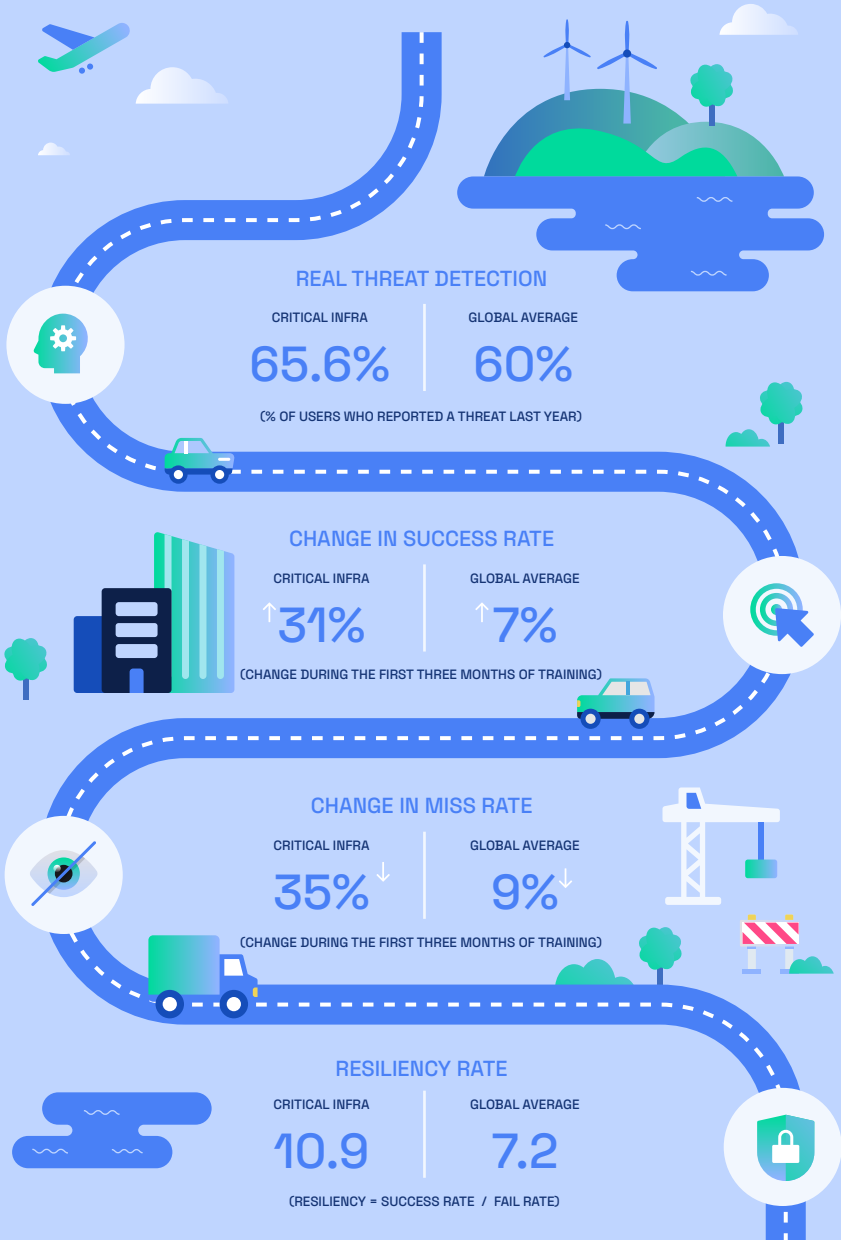 REAL THREAT DETECTION
CRITICAL INFRA
GLOBAL AVERAGE
65.6%
60%
(% OF USERS WHO REPORTED A THREAT LAST YEAR)
CHANGE IN SUCCESS RATE
CRITICAL INFRA
GLOBAL AVERAGE
↑31%
↑7%
(CHANGE DURING THE FIRST THREE MONTHS OF TRAINING)
CHANGE IN MISS RATE
CRITICAL INFRA
GLOBAL AVERAGE
35%↓
9%↓
(CHANGE DURING THE FIRST THREE MONTHS OF TRAINING)
RESILIENCY RATE
CRITICAL INFRA
GLOBAL AVERAGE
10.9
7.2
(RESILIENCY = SUCCESS RATE / FAIL RATE)